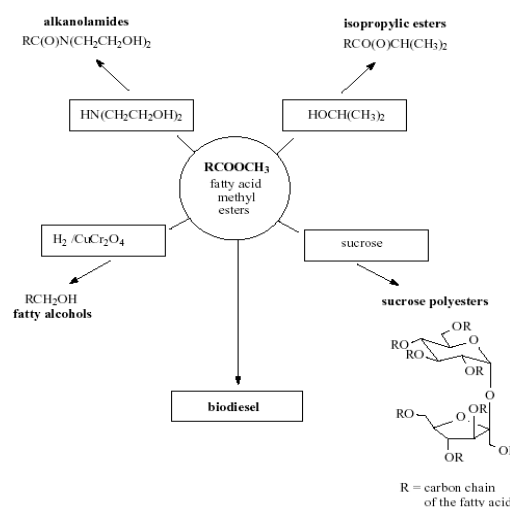 alkanolamides
RC(O)N(CH₂CH₂OH)₂
isopropylic esters
RCO(O)CH(CH₃)₂
HN(CH₂CH₂OH)₂
HOCH(CH₃)₂
RCOOCH₃
fatty acid
methyl
esters
H₂ /CuCr₂O₄
sucrose
RCH₂OH
fatty alcohols
sucrose polyesters
biodiesel
OR
O
RO
RO
OR
O
RO
O
OR
OR
R = carbon chain
of the fatty acid